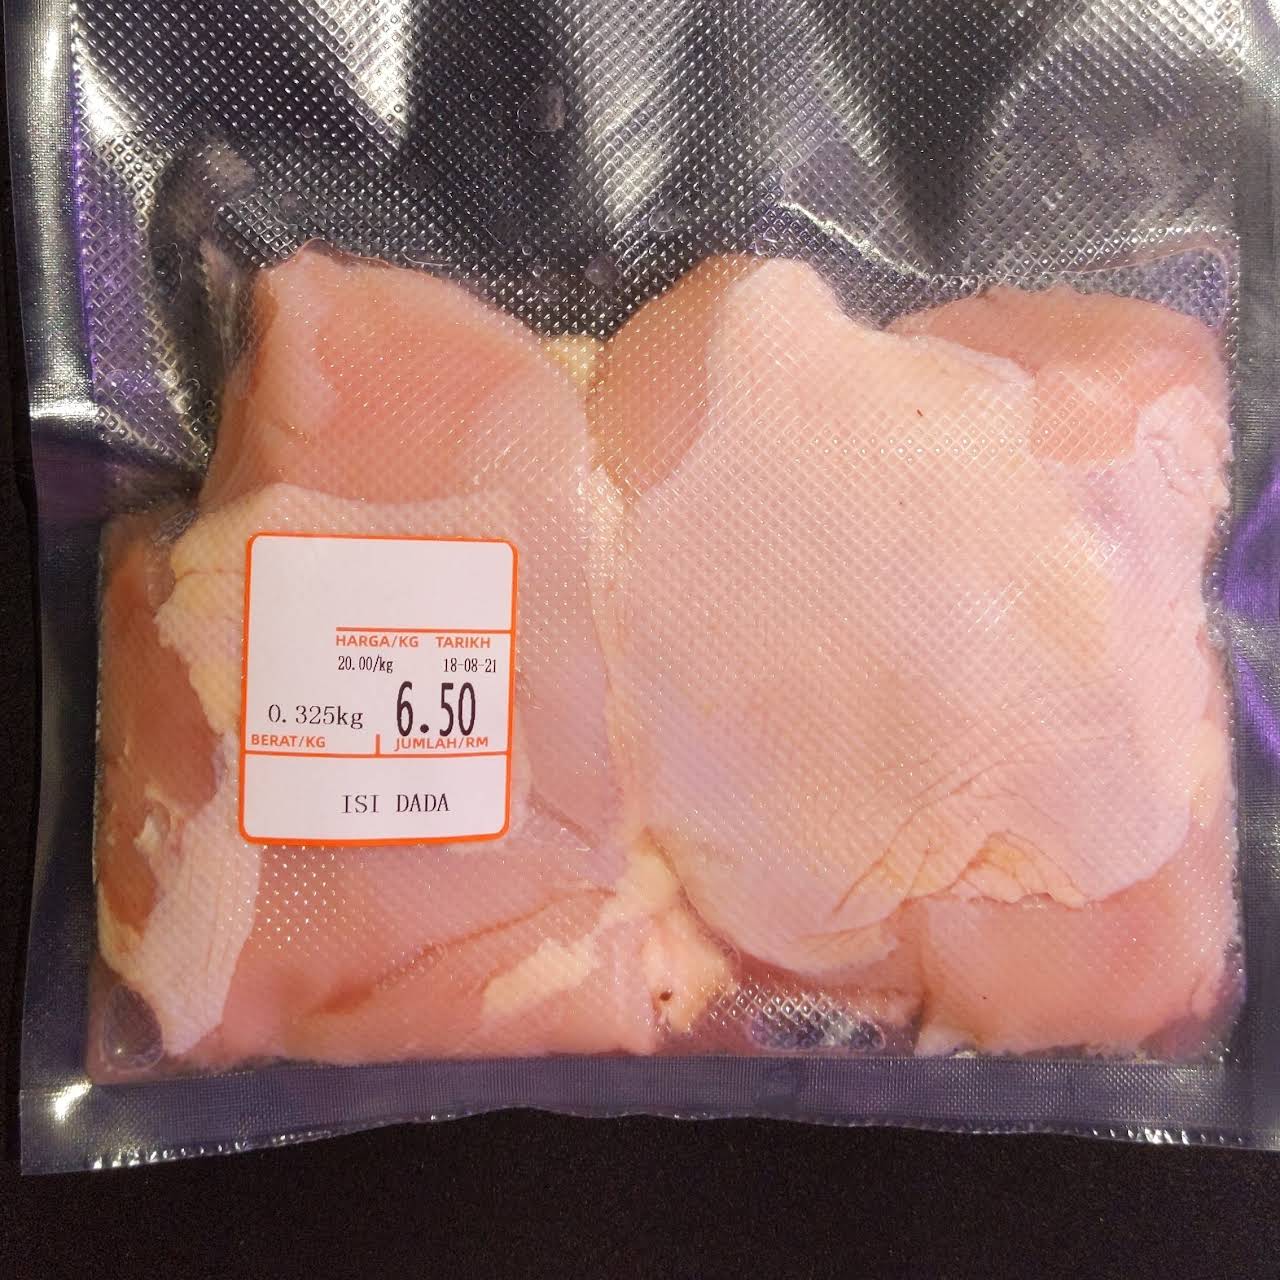 HARGA/KG TARIKH
20.00/kg 18-08-21
0.325kg 6.50
BERAT/KG JUMLAH/RM
ISI DADA